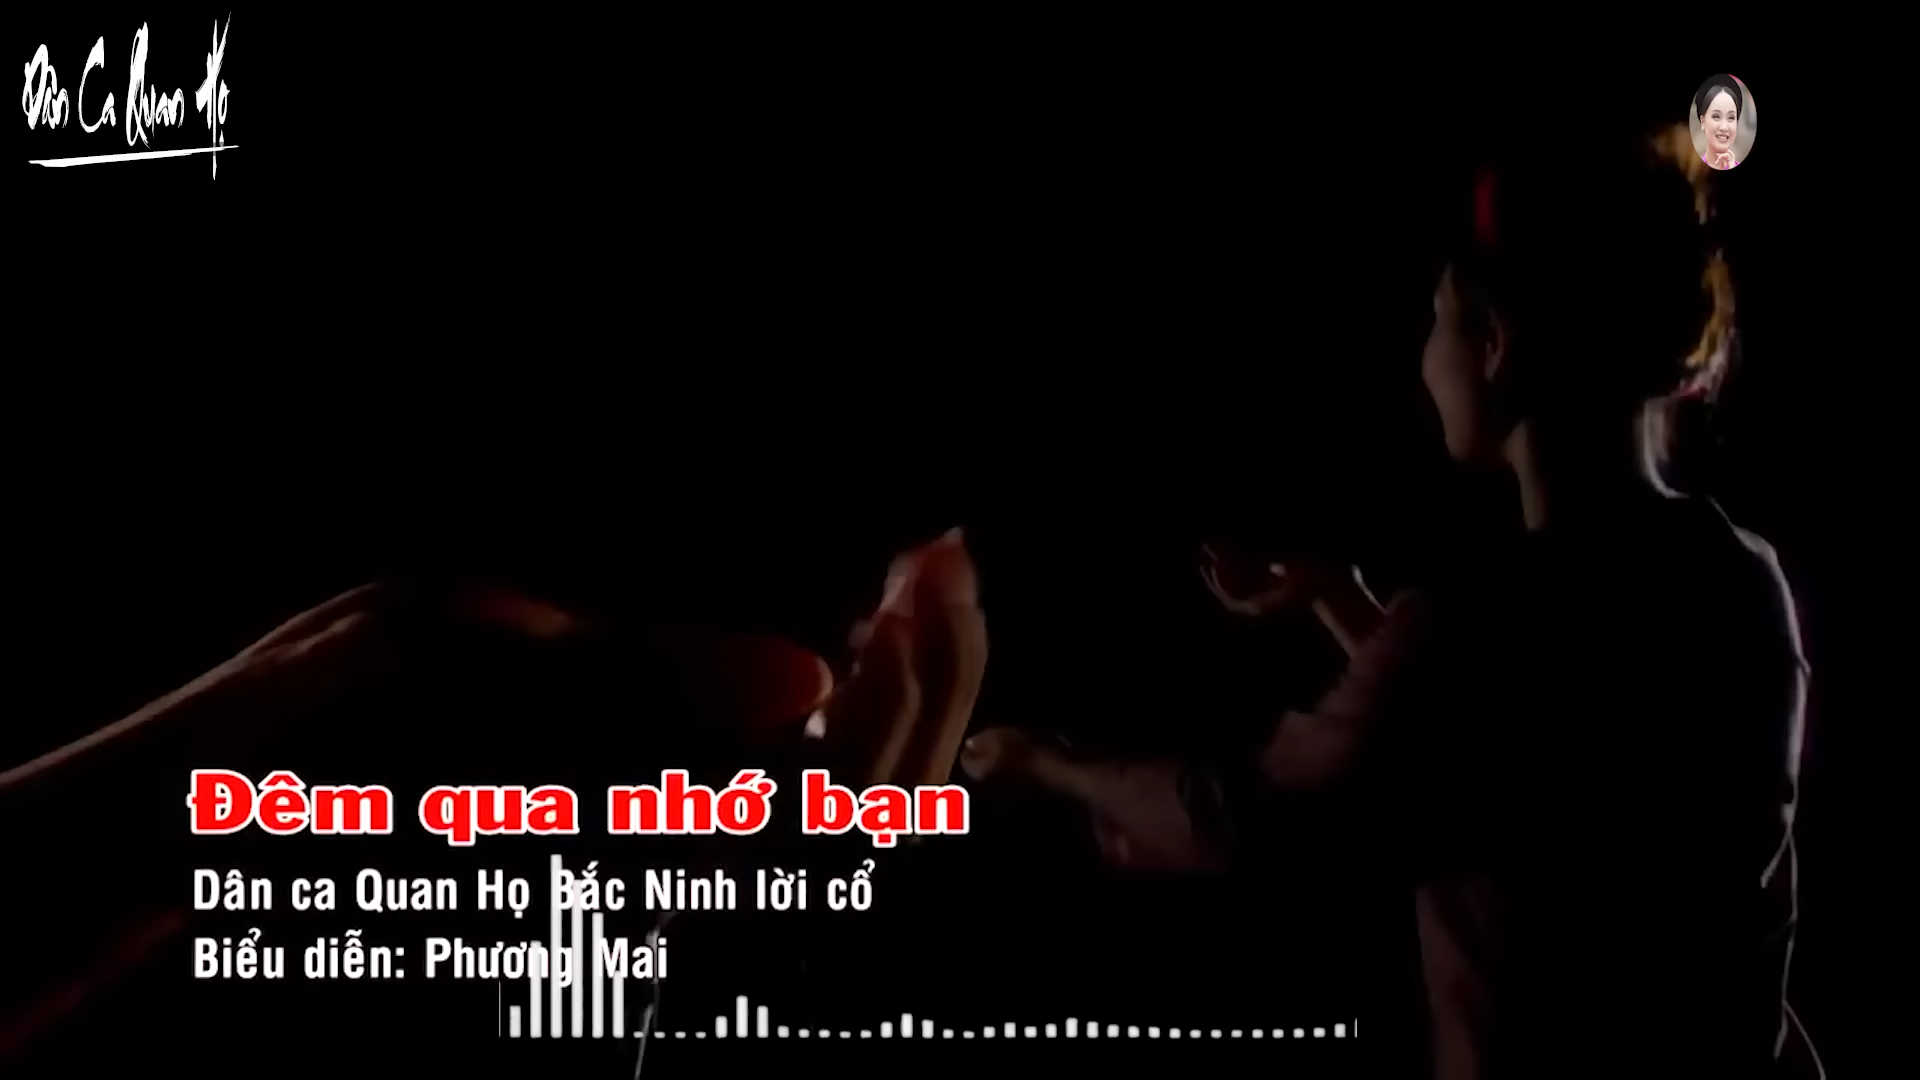 Dân Ca Quan Họ
Đêm qua nhớ bạn
Dân ca Quan Họ Bắc Ninh lời cổ
Biểu diễn: Phương Mai